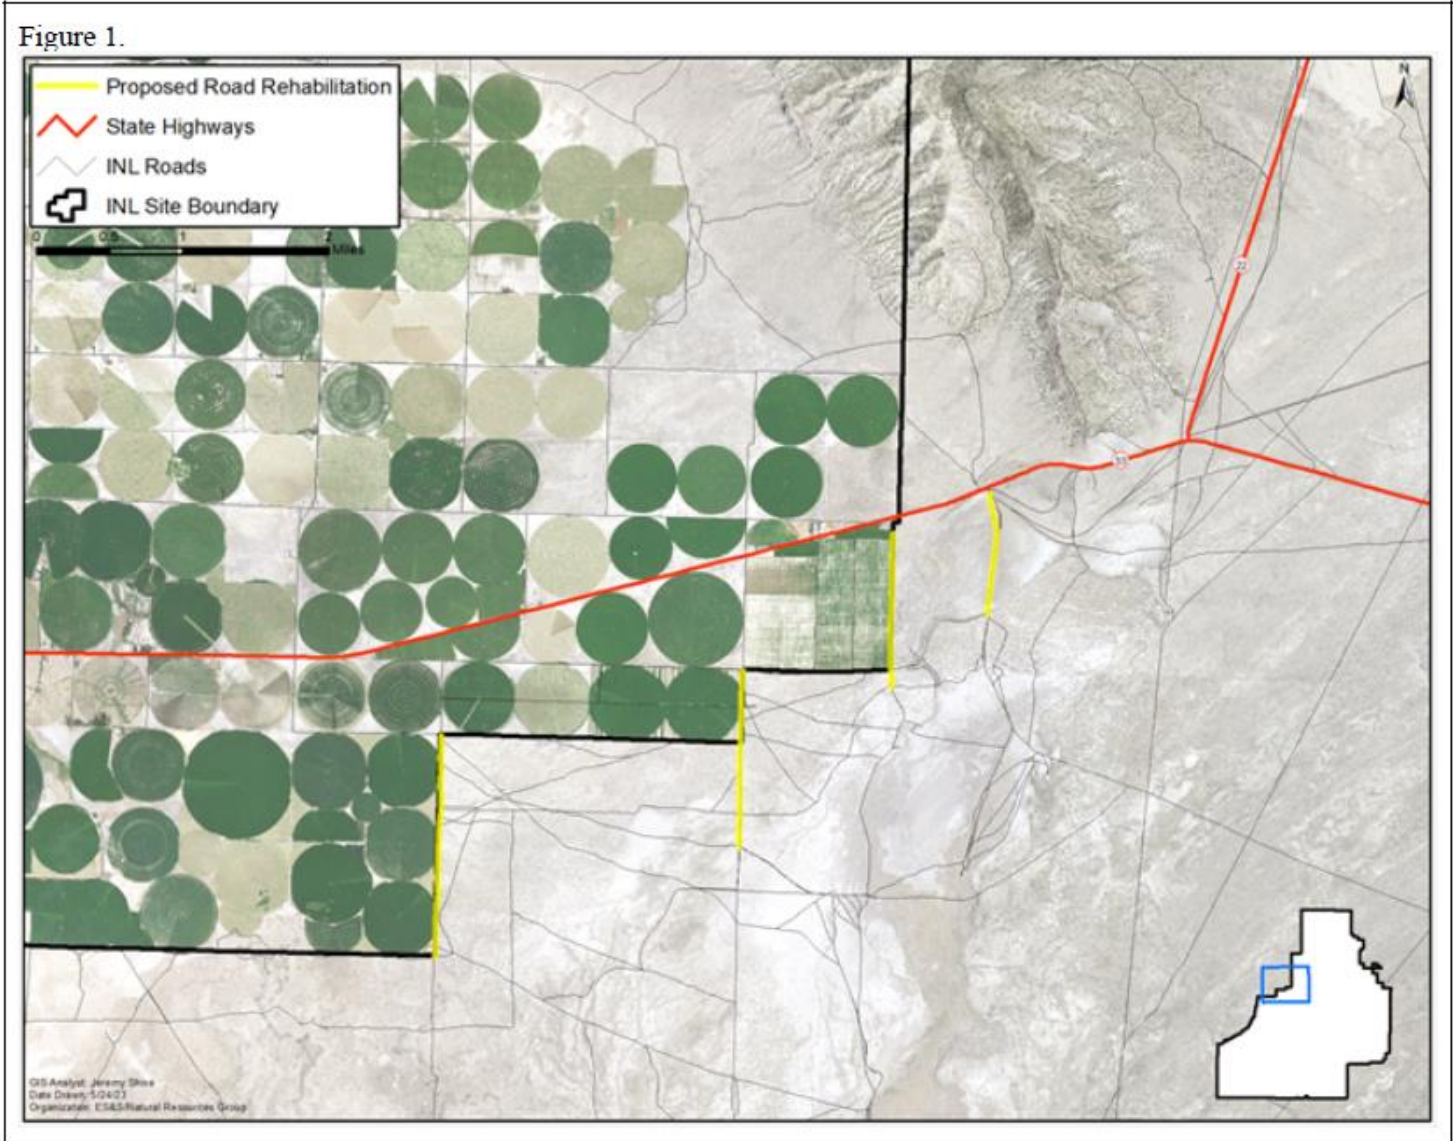 Figure 1.
Proposed Road Rehabilitation
State Highways
INL Roads
INL Site Boundary
0 0.5 1 2
Miles
N
22
33
GIS Analyst: Jeremy Shive
Date Drawn: 5/24/23
Organization: ES&S/Natural Resources Group